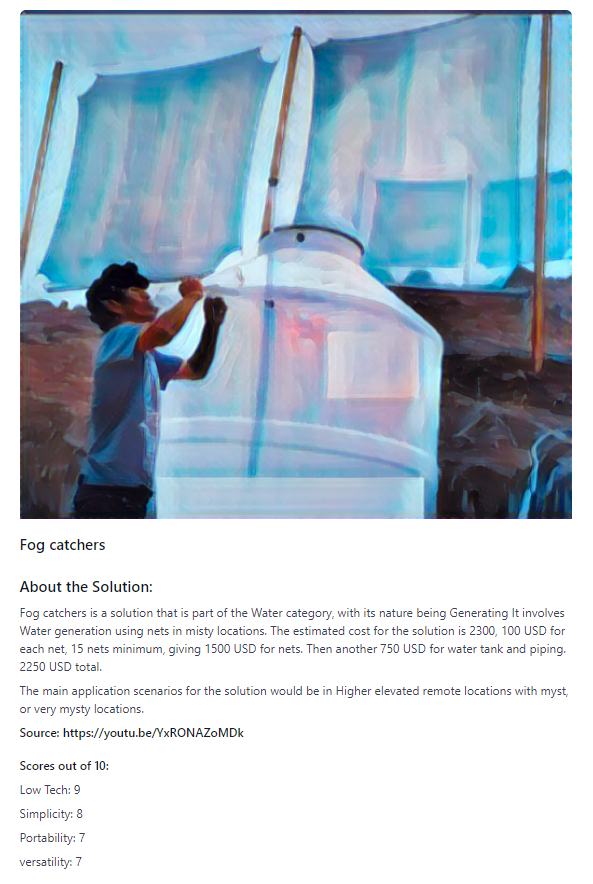 Fog catchers
About the Solution:
Fog catchers is a solution that is part of the Water category, with its nature being Generating It involves
Water generation using nets in misty locations. The estimated cost for the solution is 2300, 100 USD for
each net, 15 nets minimum, giving 1500 USD for nets. Then another 750 USD for water tank and piping.
2250 USD total.
The main application scenarios for the solution would be in Higher elevated remote locations with myst,
or very mysty locations.
Source: https://youtu.be/YxRONAZoMDk
Scores out of 10:
Low Tech: 9
Simplicity: 8
Portability: 7
versatility: 7